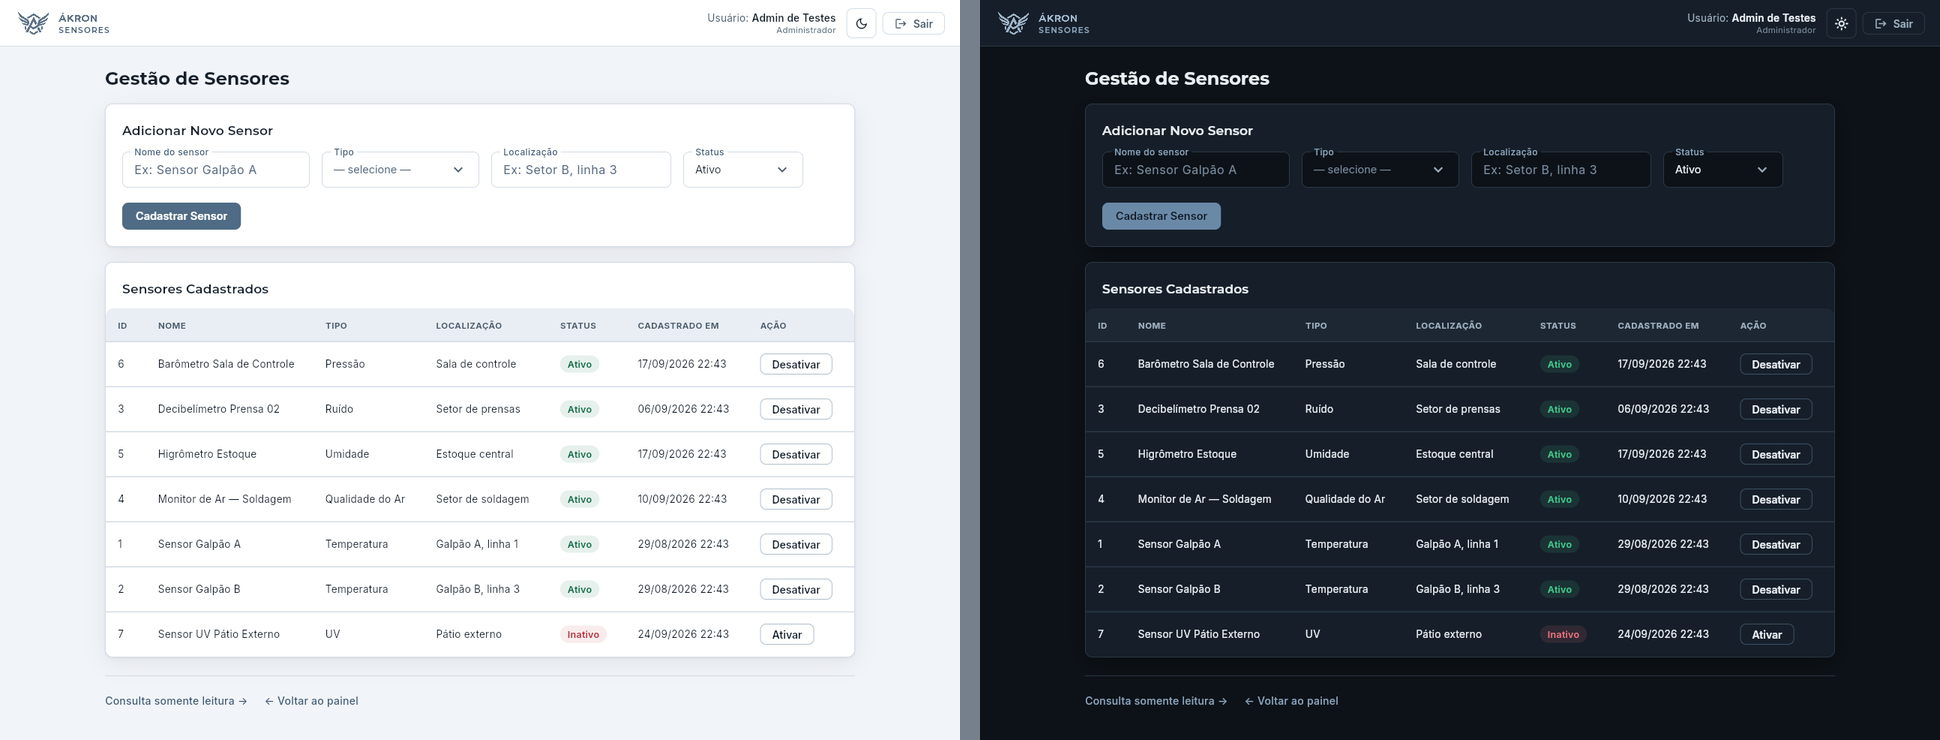 ÁKRON
SENSORES
Usuário: Admin de Testes
Administrador
Sair
Gestão de Sensores
Adicionar Novo Sensor
Nome do sensor Tipo Localização Status
Ex: Sensor Galpão A — selecione — Ex: Setor B, linha 3 Ativo
Cadastrar Sensor
Sensores Cadastrados
ID NOME TIPO LOCALIZAÇÃO STATUS CADASTRADO EM AÇÃO
6 Barômetro Sala de Controle Pressão Sala de controle Ativo 17/09/2026 22:43 Desativar
3 Decibelímetro Prensa 02 Ruído Setor de prensas Ativo 06/09/2026 22:43 Desativar
5 Higrômetro Estoque Umidade Estoque central Ativo 17/09/2026 22:43 Desativar
4 Monitor de Ar — Soldagem Qualidade do Ar Setor de soldagem Ativo 10/09/2026 22:43 Desativar
1 Sensor Galpão A Temperatura Galpão A, linha 1 Ativo 29/08/2026 22:43 Desativar
2 Sensor Galpão B Temperatura Galpão B, linha 3 Ativo 29/08/2026 22:43 Desativar
7 Sensor UV Pátio Externo UV Pátio externo Inativo 24/09/2026 22:43 Ativar
Consulta somente leitura → ← Voltar ao painel
ÁKRON
SENSORES
Usuário: Admin de Testes
Administrador
Sair
Gestão de Sensores
Adicionar Novo Sensor
Nome do sensor Tipo Localização Status
Ex: Sensor Galpão A — selecione — Ex: Setor B, linha 3 Ativo
Cadastrar Sensor
Sensores Cadastrados
ID NOME TIPO LOCALIZAÇÃO STATUS CADASTRADO EM AÇÃO
6 Barômetro Sala de Controle Pressão Sala de controle Ativo 17/09/2026 22:43 Desativar
3 Decibelímetro Prensa 02 Ruído Setor de prensas Ativo 06/09/2026 22:43 Desativar
5 Higrômetro Estoque Umidade Estoque central Ativo 17/09/2026 22:43 Desativar
4 Monitor de Ar — Soldagem Qualidade do Ar Setor de soldagem Ativo 10/09/2026 22:43 Desativar
1 Sensor Galpão A Temperatura Galpão A, linha 1 Ativo 29/08/2026 22:43 Desativar
2 Sensor Galpão B Temperatura Galpão B, linha 3 Ativo 29/08/2026 22:43 Desativar
7 Sensor UV Pátio Externo UV Pátio externo Inativo 24/09/2026 22:43 Ativar
Consulta somente leitura → ← Voltar ao painel